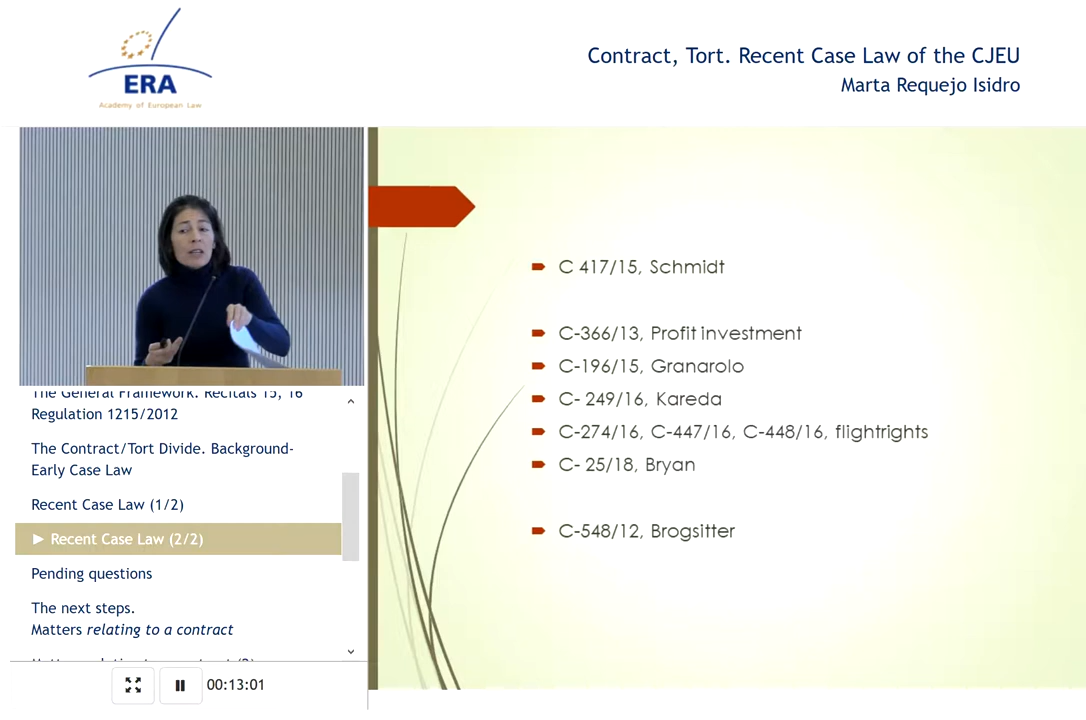 ERA
Academy of European Law
Contract, Tort. Recent Case Law of the CJEU
Marta Requejo Isidro
The General Framework. Recitals 15, 16
Regulation 1215/2012
The Contract/Tort Divide. Background-
Early Case Law
Recent Case Law (1/2)
Recent Case Law (2/2)
Pending questions
The next steps.
Matters relating to a contract
C 417/15, Schmidt
C-366/13, Profit investment
C-196/15, Granarolo
C- 249/16, Kareda
C-274/16, C-447/16, C-448/16, flightrights
C- 25/18, Bryan
C-548/12, Brogsitter
00:13:01